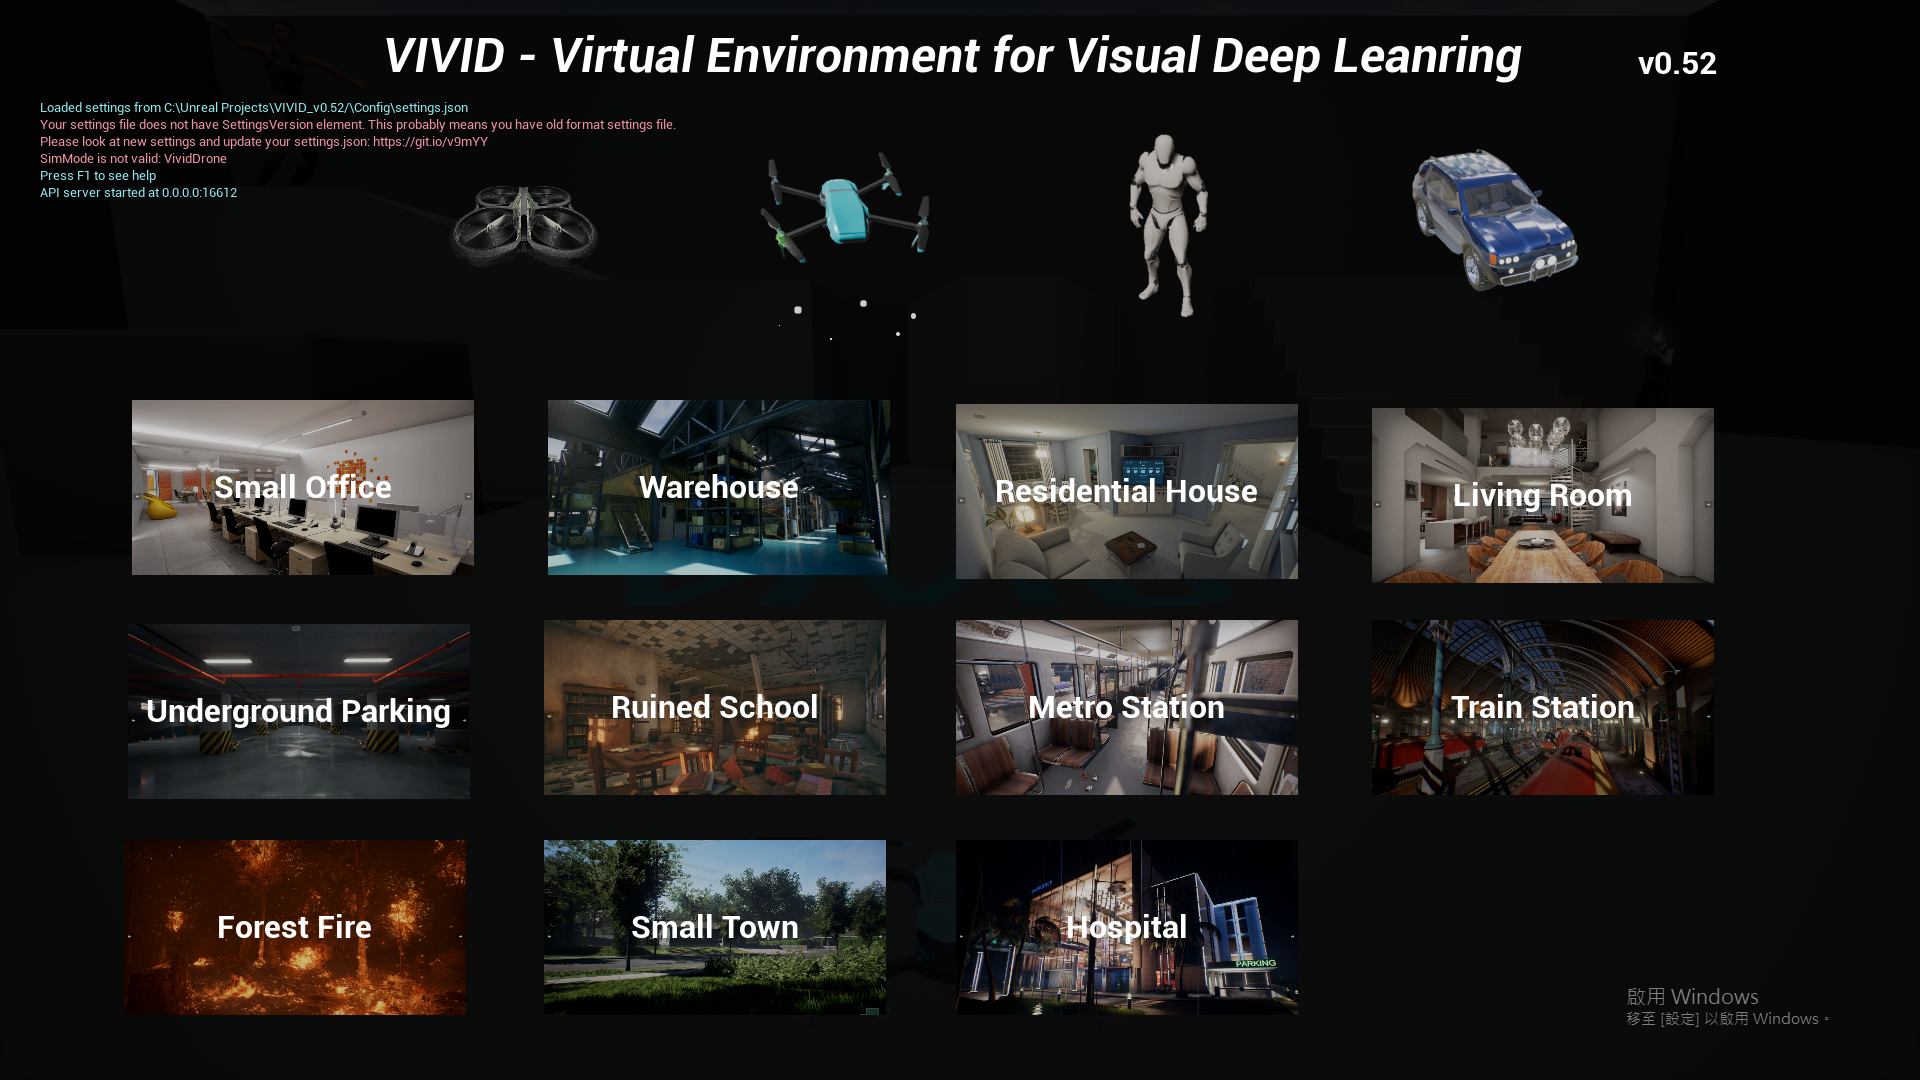 VIVID - Virtual Environment for Visual Deep Leanring
v0.52
Loaded settings from C:\Unreal Projects\VIVID_v0.52/\Config\settings.json
Your settings file does not have SettingsVersion element. This probably means you have old format settings file.
Please look at new settings and update your settings.json: https://git.io/v9mYY
SimMode is not valid: VividDrone
Press F1 to see help
API server started at 0.0.0.0:16612
Small Office
Warehouse
Residential House
Living Room
Underground Parking
Ruined School
Metro Station
Train Station
Forest Fire
Small Town
Hospital
PARKING
啟用 Windows
移至 [設定] 以啟用 Windows。